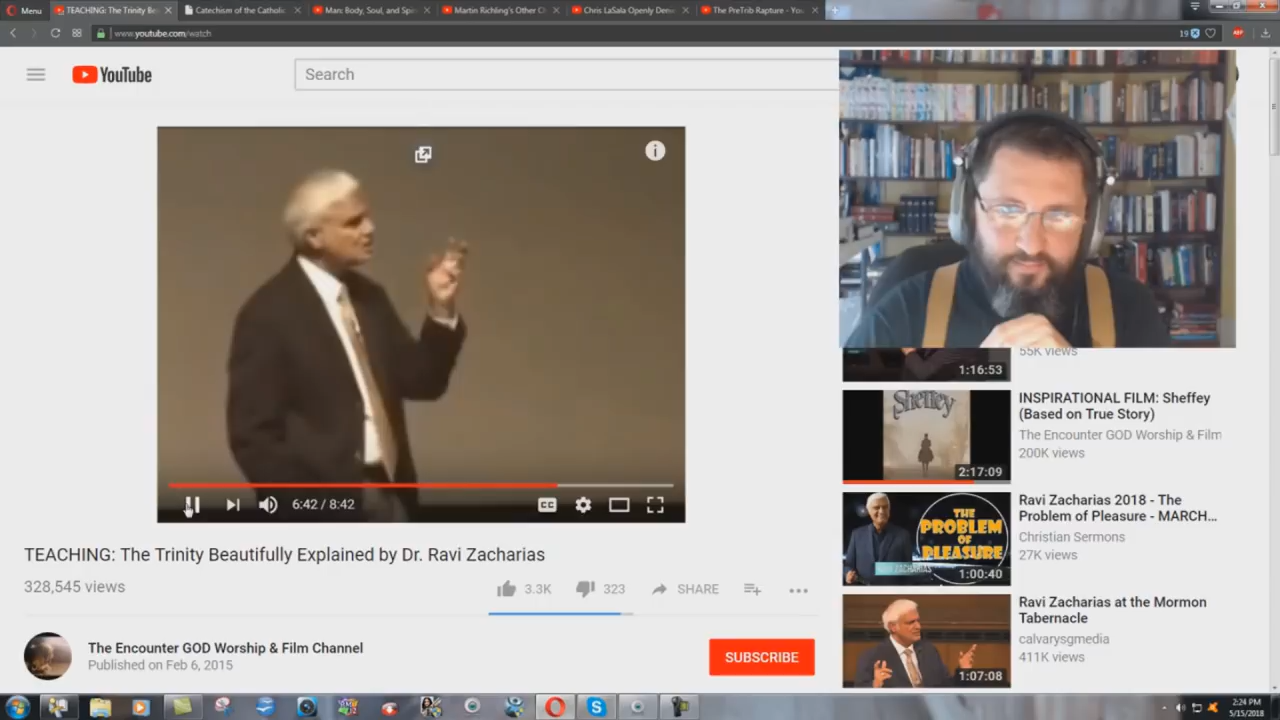 Menu
TEACHING: The Trinity Be
Catechism of the Catholic
Man: Body, Soul, and Spi
Martin Richling's Other C
Chris LaSala Openly Den
The PreTrib Rapture - You
www.youtube.com/watch
19
YouTube
Search
i
6:42 / 8:42
CC
TEACHING: The Trinity Beautifully Explained by Dr. Ravi Zacharias
328,545 views
3.3K
323
SHARE
The Encounter GOD Worship & Film Channel
Published on Feb 6, 2015
SUBSCRIBE
55K views
1:16:53
Sheffey
2:17:09
INSPIRATIONAL FILM: Sheffey
(Based on True Story)
The Encounter GOD Worship & Film
200K views
THE
PROBLEM
OF
PLEASURE
RAVI ZACHARIAS
1:00:40
Ravi Zacharias 2018 - The
Problem of Pleasure - MARCH...
Christian Sermons
27K views
1:07:08
Ravi Zacharias at the Mormon
Tabernacle
calvarysgmedia
411K views
2:24 PM
5/15/2018